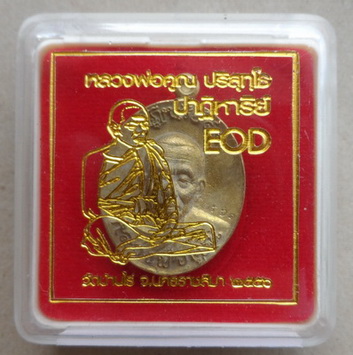 หลวงพ่อคูณ ปริสุทฺโธ
ปาฏิหาริย์
EOD
วัดบ้านไร่ จ.นครราชสีมา ๒๕๕๖